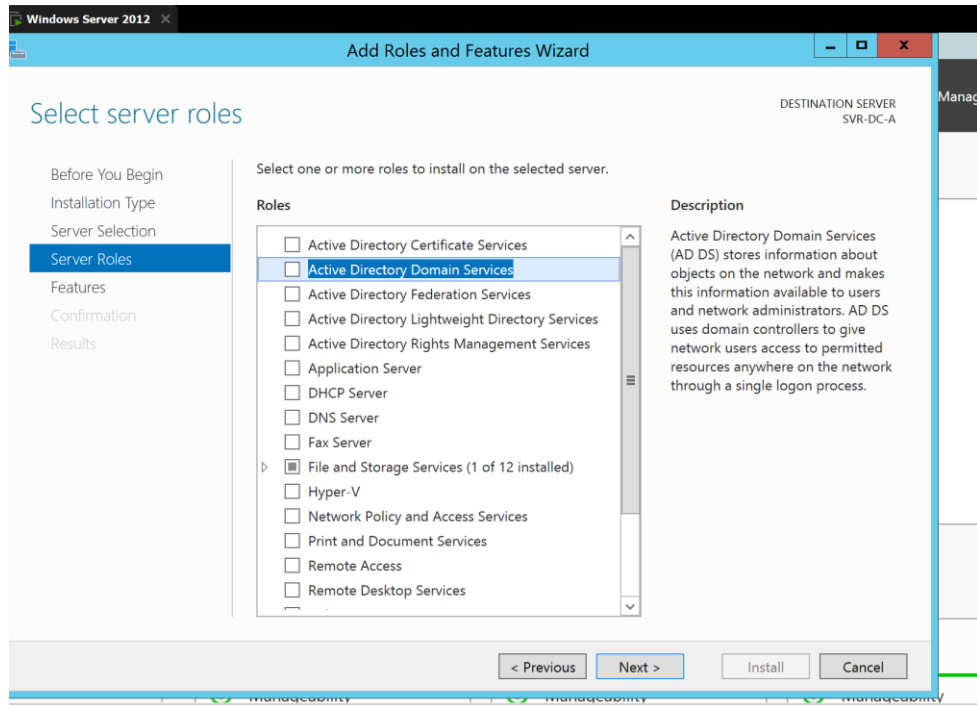 Windows Server 2012
Add Roles and Features Wizard
Select server roles
DESTINATION SERVER
SVR-DC-A
Manag
Before You Begin
Installation Type
Server Selection
Server Roles
Features
Confirmation
Results
Select one or more roles to install on the selected server.
Roles
Active Directory Certificate Services
Active Directory Domain Services
Active Directory Federation Services
Active Directory Lightweight Directory Services
Active Directory Rights Management Services
Application Server
DHCP Server
DNS Server
Fax Server
File and Storage Services (1 of 12 installed)
Hyper-V
Network Policy and Access Services
Print and Document Services
Remote Access
Remote Desktop Services
Description
Active Directory Domain Services
(AD DS) stores information about
objects on the network and makes
this information available to users
and network administrators. AD DS
uses domain controllers to give
network users access to permitted
resources anywhere on the network
through a single logon process.
< Previous
Next >
Install
Cancel
Manageability
Manageability
Manageability